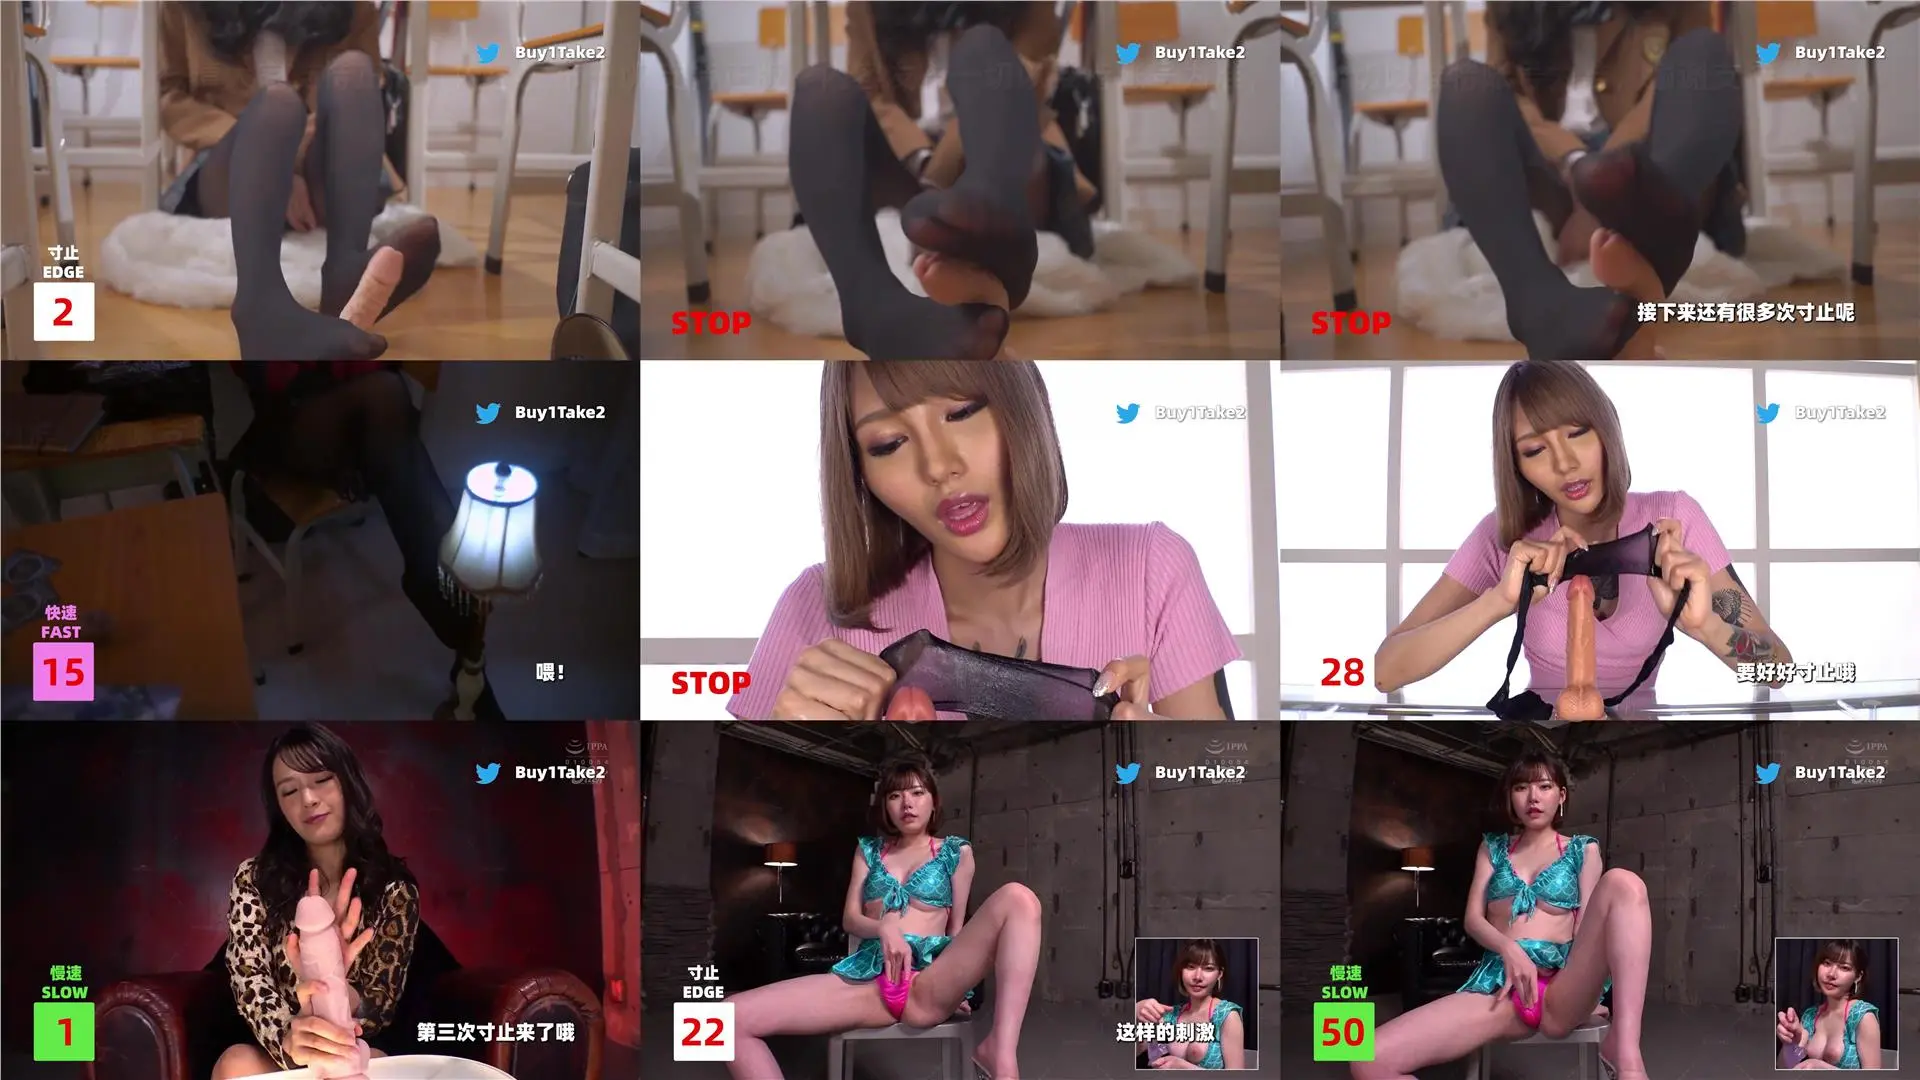 Buy1Take2
寸止
EDGE
2
Buy1Take2
STOP
Buy1Take2
STOP
接下来还有很多次寸止呢
Buy1Take2
快速
FAST
15
喂!
Buy1Take2
STOP
Buy1Take2
28
要好好寸止哦
IPPA
Buy1Take2
慢速
SLOW
1
第三次寸止来了哦
IPPA
Buy1Take2
寸止
EDGE
22
这样的刺激
IPPA
Buy1Take2
慢速
SLOW
50